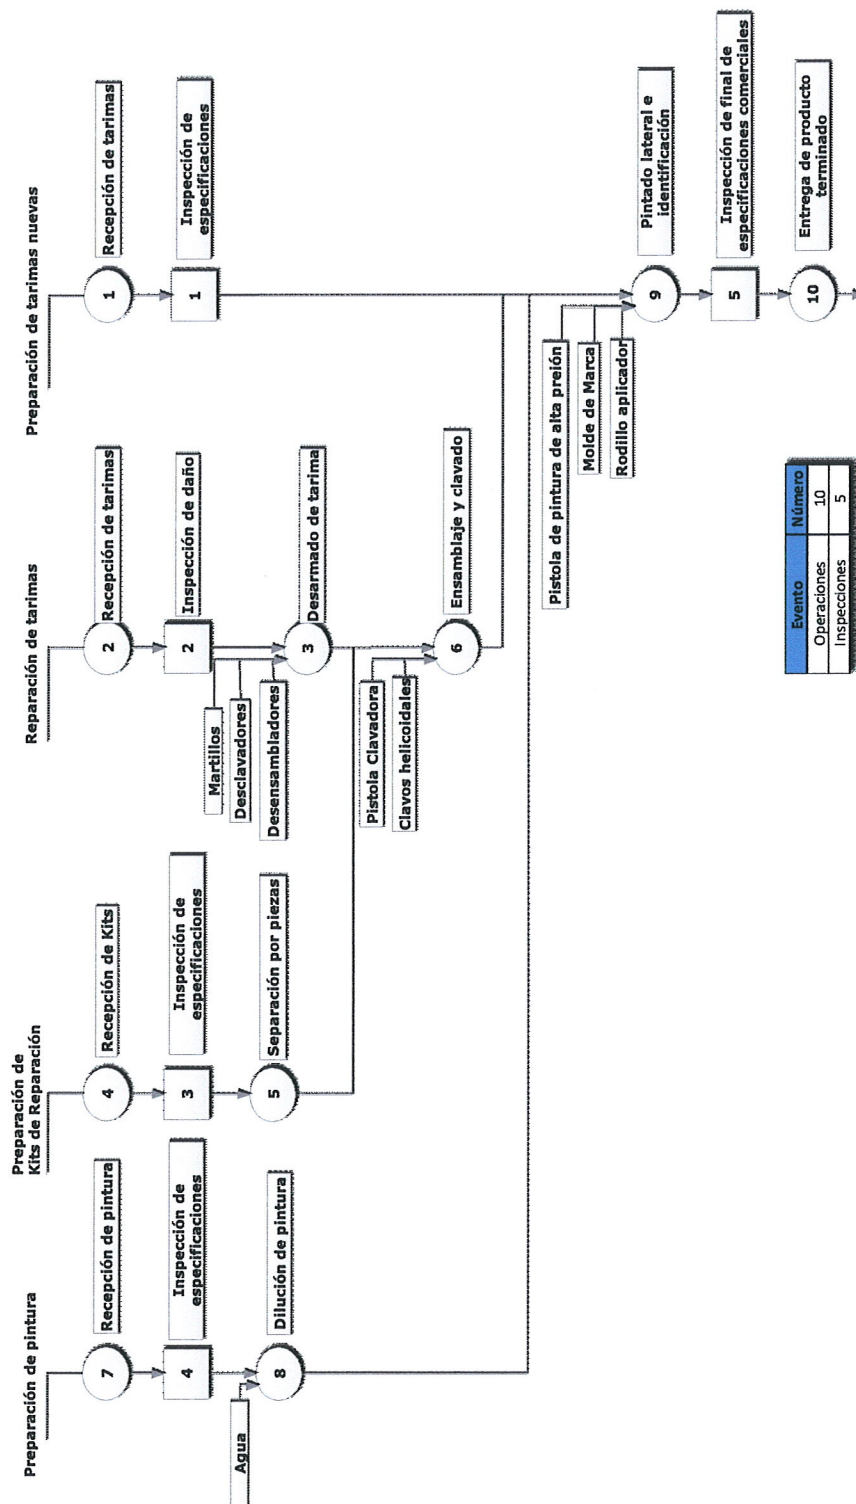 Preparación de pintura
7
Recepción de pintura
4
Inspección de
especificaciones
Agua
8
Dilución de pintura
Preparación de
Kits de Reparación
4
Recepción de Kits
3
Inspección de
especificaciones
5
Separación por piezas
Reparación de tarimas
2
Recepción de tarimas
2
Inspección de daño
Martillos
Desclavadores
Desensambladores
3
Desarmado de tarima
Pistola Clavadora
Clavos helicoidales
6
Ensamblaje y clavado
Preparación de tarimas nuevas
1
Recepción de tarimas
1
Inspección de
especificaciones
Pistola de pintura de alta preión
Molde de Marca
Rodillo aplicador
9
Pintado lateral e
identificación
5
Inspección de final de
especificaciones comerciales
10
Entrega de producto
terminado
Evento Número
Operaciones 10
Inspecciones 5